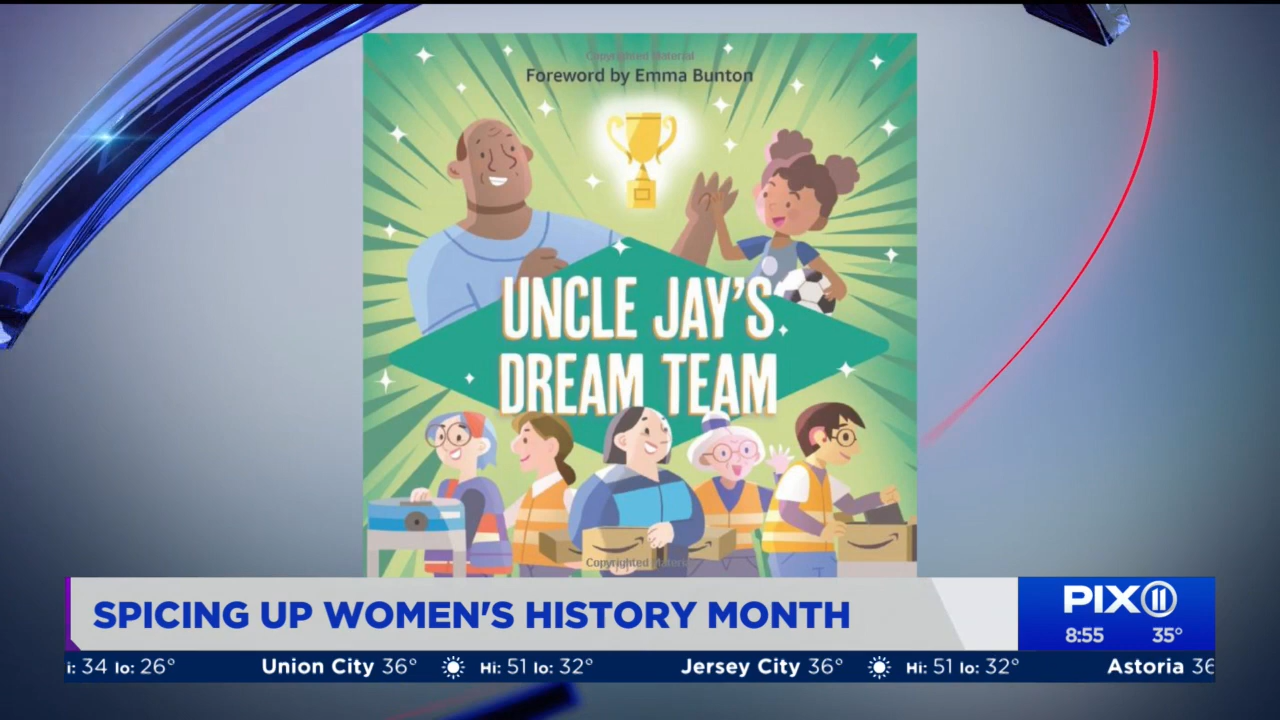 Copyrighted Material
Foreword by Emma Bunton
UNCLE JAY'S
DREAM TEAM
Copyrighted Material
SPICING UP WOMEN'S HISTORY MONTH
PIX11
8:55 35°
i: 34 lo: 26° Union City 36° Hi: 51 lo: 32° Jersey City 36° Hi: 51 lo: 32° Astoria 36